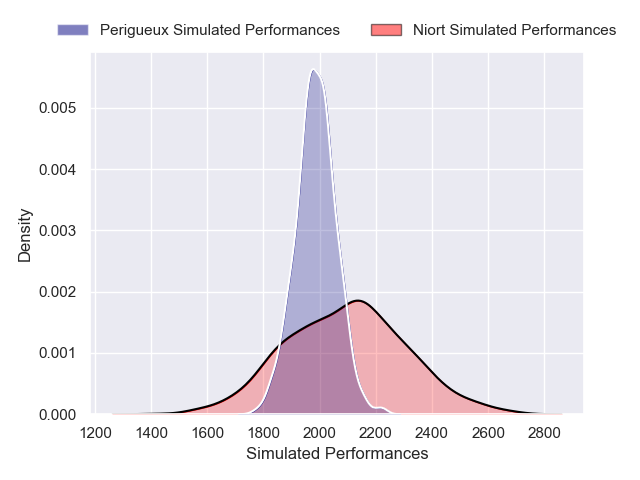 Perigueux Simulated Performances
Niort Simulated Performances
0.005
0.004
0.003
0.002
0.001
0.000
Density
1200 1400 1600 1800 2000 2200 2400 2600 2800
Simulated Performances